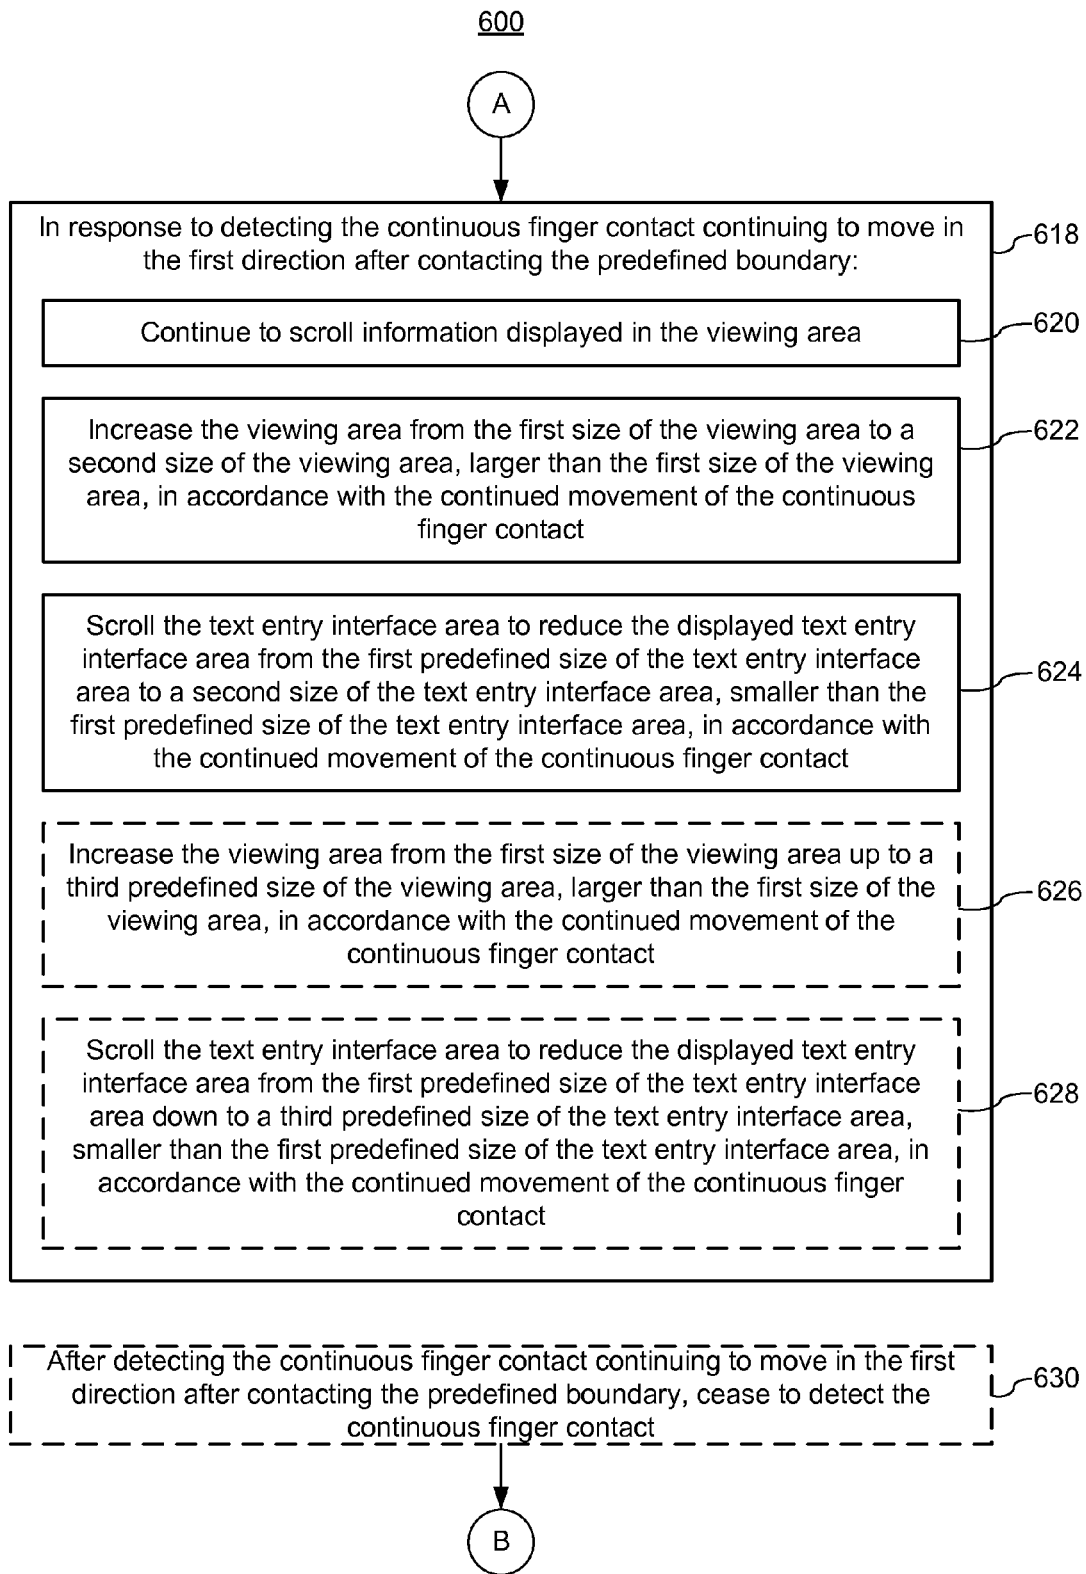 600
A
In response to detecting the continuous finger contact continuing to move in
the first direction after contacting the predefined boundary:
618
Continue to scroll information displayed in the viewing area
620
Increase the viewing area from the first size of the viewing area to a
second size of the viewing area, larger than the first size of the viewing
area, in accordance with the continued movement of the continuous
finger contact
622
Scroll the text entry interface area to reduce the displayed text entry
interface area from the first predefined size of the text entry interface
area to a second size of the text entry interface area, smaller than the
first predefined size of the text entry interface area, in accordance with
the continued movement of the continuous finger contact
624
Increase the viewing area from the first size of the viewing area up to a
third predefined size of the viewing area, larger than the first size of the
viewing area, in accordance with the continued movement of the
continuous finger contact
626
Scroll the text entry interface area to reduce the displayed text entry
interface area from the first predefined size of the text entry interface
area down to a third predefined size of the text entry interface area,
smaller than the first predefined size of the text entry interface area, in
accordance with the continued movement of the continuous finger
contact
628
After detecting the continuous finger contact continuing to move in the first
direction after contacting the predefined boundary, cease to detect the
continuous finger contact
630
B